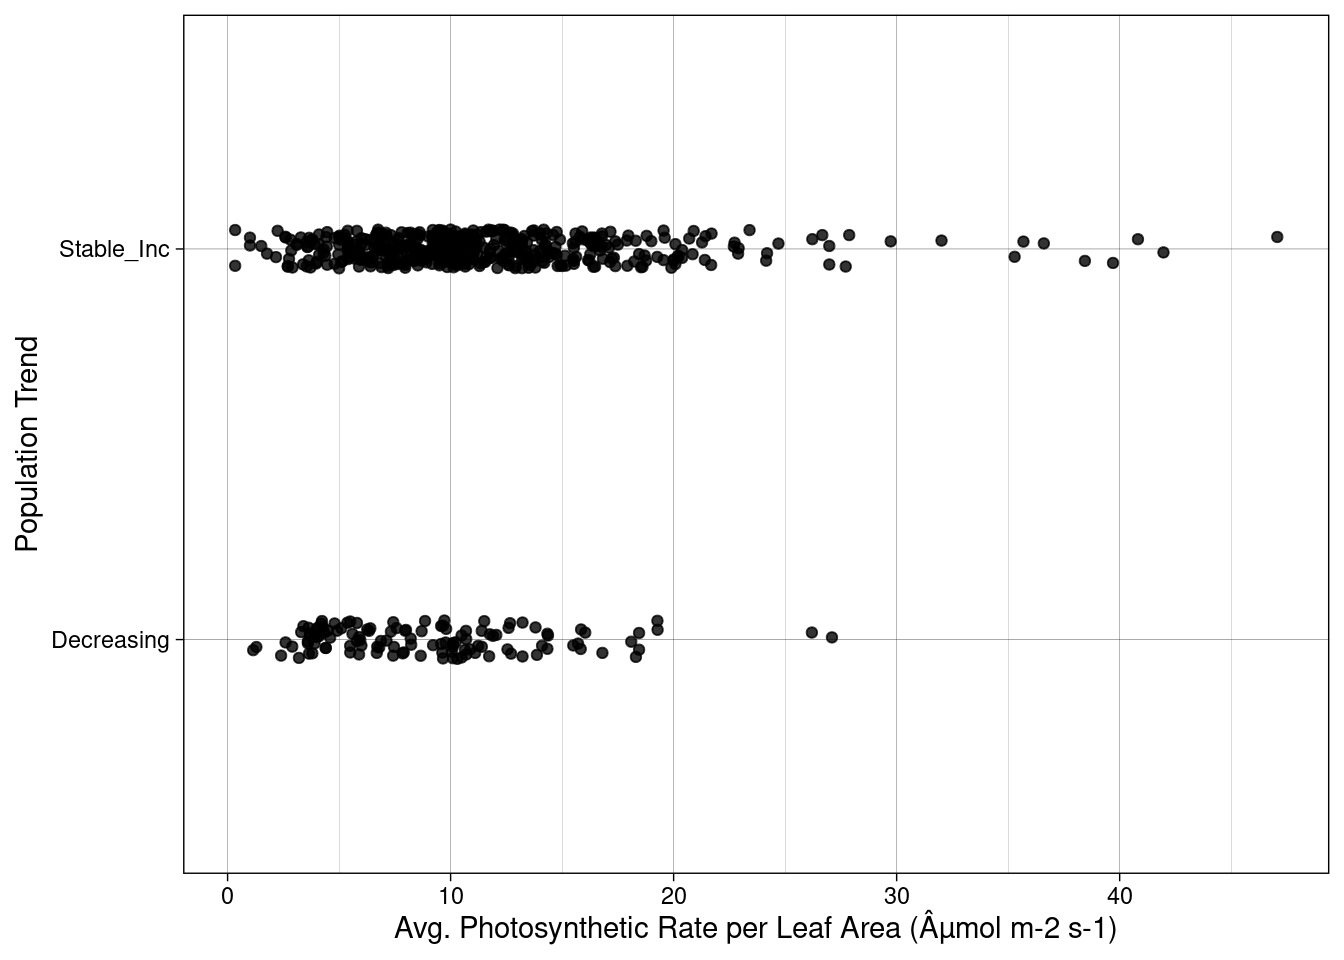 Population Trend
Stable_Inc
Decreasing
0 10 20 30 40
Avg. Photosynthetic Rate per Leaf Area (Âµmol m-2 s-1)